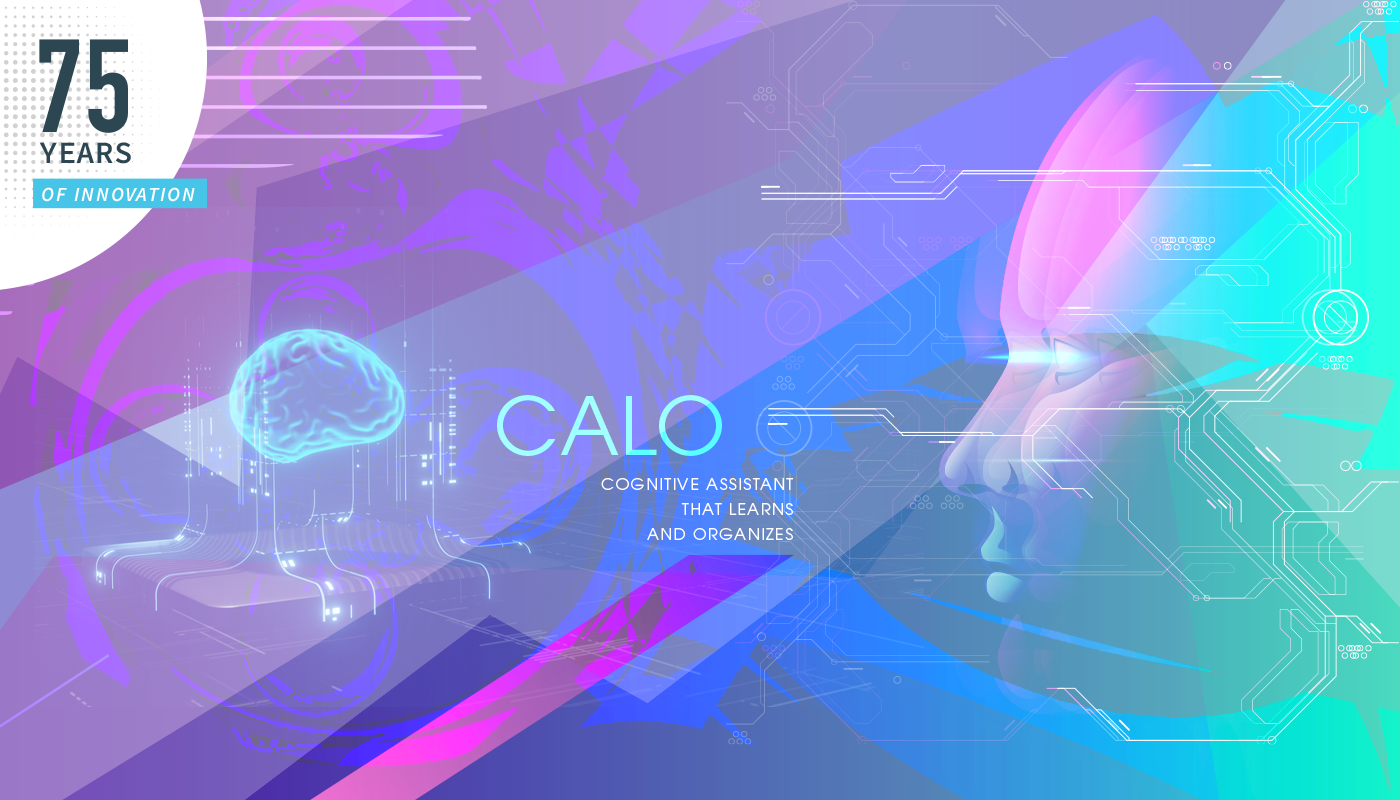 75
YEARS
OF INNOVATION
CALO
COGNITIVE ASSISTANT
THAT LEARNS
AND ORGANIZES